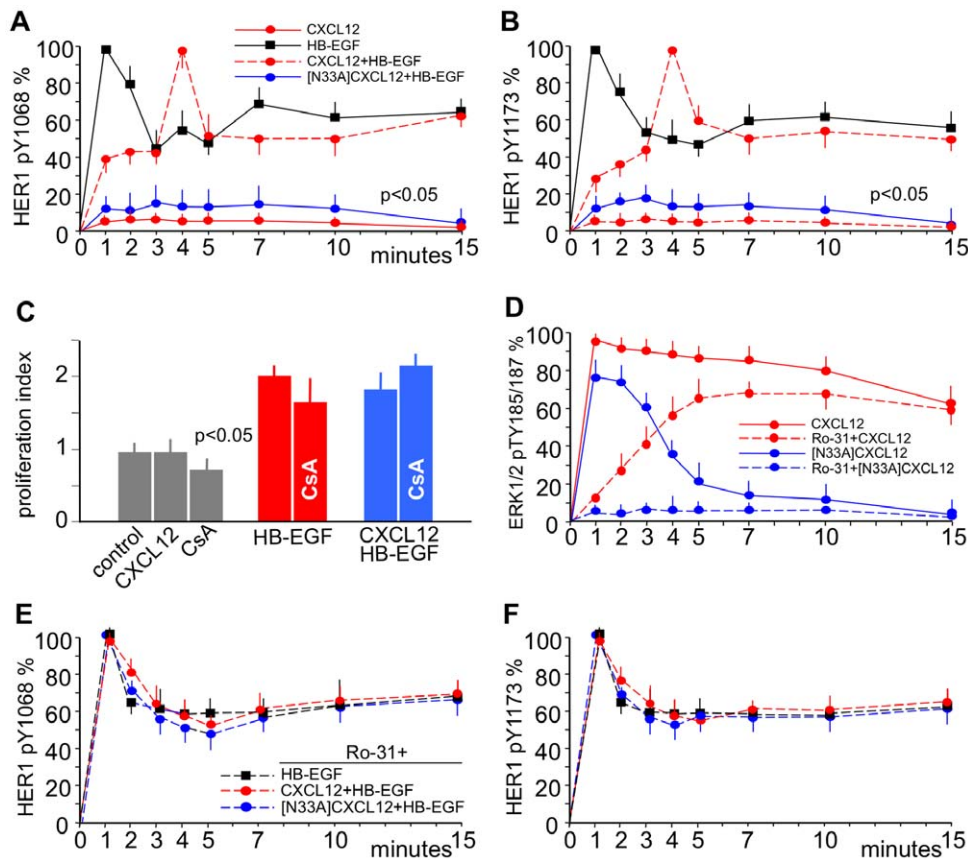 A
CXCL12
HB-EGF
CXCL12+HB-EGF
[N33A]CXCL12+HB-EGF
HER1 pY1068 %
100
80
60
40
20
0
p<0.05
0 1 2 3 4 5 7 10 15
minutes
B
HER1 pY1173 %
100
80
60
40
20
0
p<0.05
0 1 2 3 4 5 7 10 15
C
proliferation index
2
1
0
p<0.05
control
CXCL12
CsA
CsA
HB-EGF
CsA
CXCL12
HB-EGF
D
ERK1/2 pTY185/187 %
100
80
60
40
20
0
CXCL12
Ro-31+CXCL12
[N33A]CXCL12
Ro-31+[N33A]CXCL12
0 1 2 3 4 5 7 10 15
E
HER1 pY1068 %
100
80
60
40
20
0
Ro-31+
HB-EGF
CXCL12+HB-EGF
[N33A]CXCL12+HB-EGF
0 1 2 3 4 5 7 10 15
minutes
F
HER1 pY1173 %
100
80
60
40
20
0
0 1 2 3 4 5 7 10 15
minutes